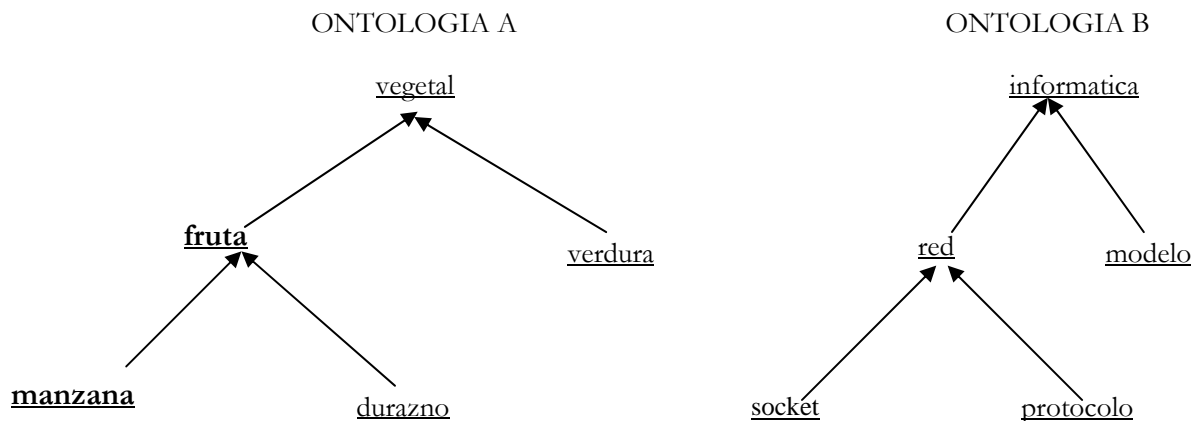 ONTOLOGIA A
vegetal
fruta
verdura
manzana
durazno
ONTOLOGIA B
informatica
red
modelo
socket
protocolo